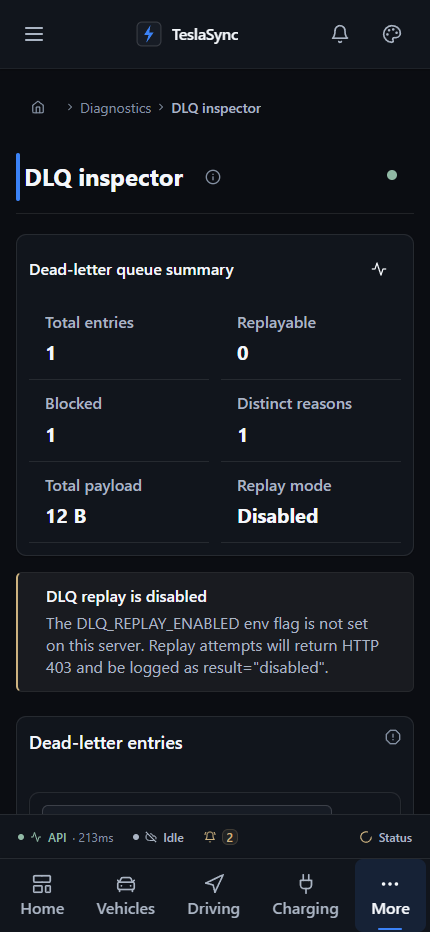 TeslaSync
Diagnostics
DLQ inspector
DLQ inspector
Dead-letter queue summary
Total entries
1
Replayable
0
Blocked
1
Distinct reasons
1
Total payload
12 B
Replay mode
Disabled
DLQ replay is disabled
The DLQ_REPLAY_ENABLED env flag is not set
on this server. Replay attempts will return HTTP
403 and be logged as result="disabled".
Dead-letter entries
API · 213ms
Idle
2
Status
Home
Vehicles
Driving
Charging
More